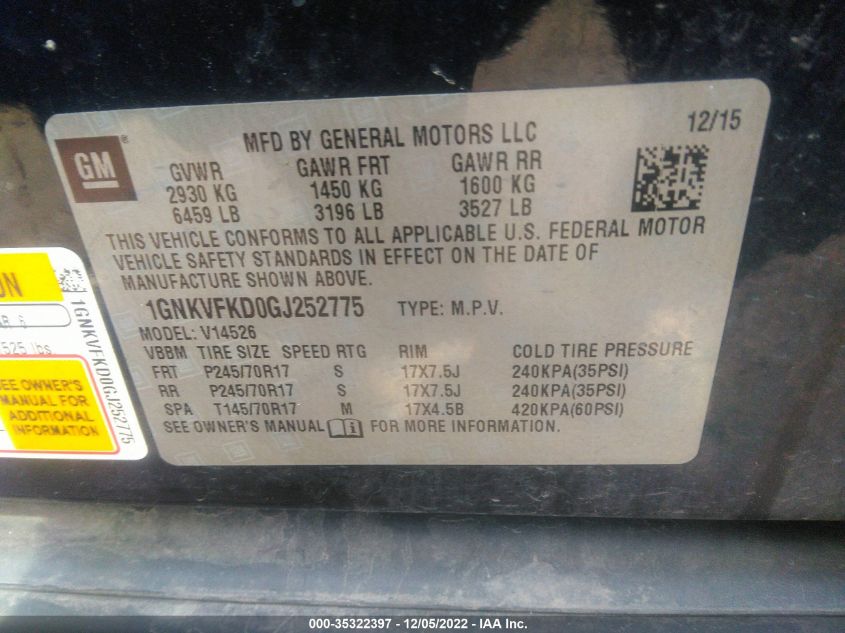 MFD BY GENERAL MOTORS LLC 12/15
GM
GVWR GAWR FRT GAWR RR
2930 KG 1450 KG 1600 KG
6459 LB 3196 LB 3527 LB
THIS VEHICLE CONFORMS TO ALL APPLICABLE U.S. FEDERAL MOTOR
VEHICLE SAFETY STANDARDS IN EFFECT ON THE DATE OF
MANUFACTURE SHOWN ABOVE.
1GNKVFKD0GJ252775 TYPE: M.P.V.
MODEL: V14526
VBBM TIRE SIZE SPEED RTG RIM COLD TIRE PRESSURE
FRT P245/70R17 S 17X7.5J 240KPA(35PSI)
RR P245/70R17 S 17X7.5J 240KPA(35PSI)
SPA T145/70R17 M 17X4.5B 420KPA(60PSI)
SEE OWNER'S MANUAL i FOR MORE INFORMATION.
1GNKVFKD0GJ252775
525 lbs
SEE OWNER'S
MANUAL FOR
ADDITIONAL
INFORMATION
000-35322397 - 12/05/2022 - IAA Inc.